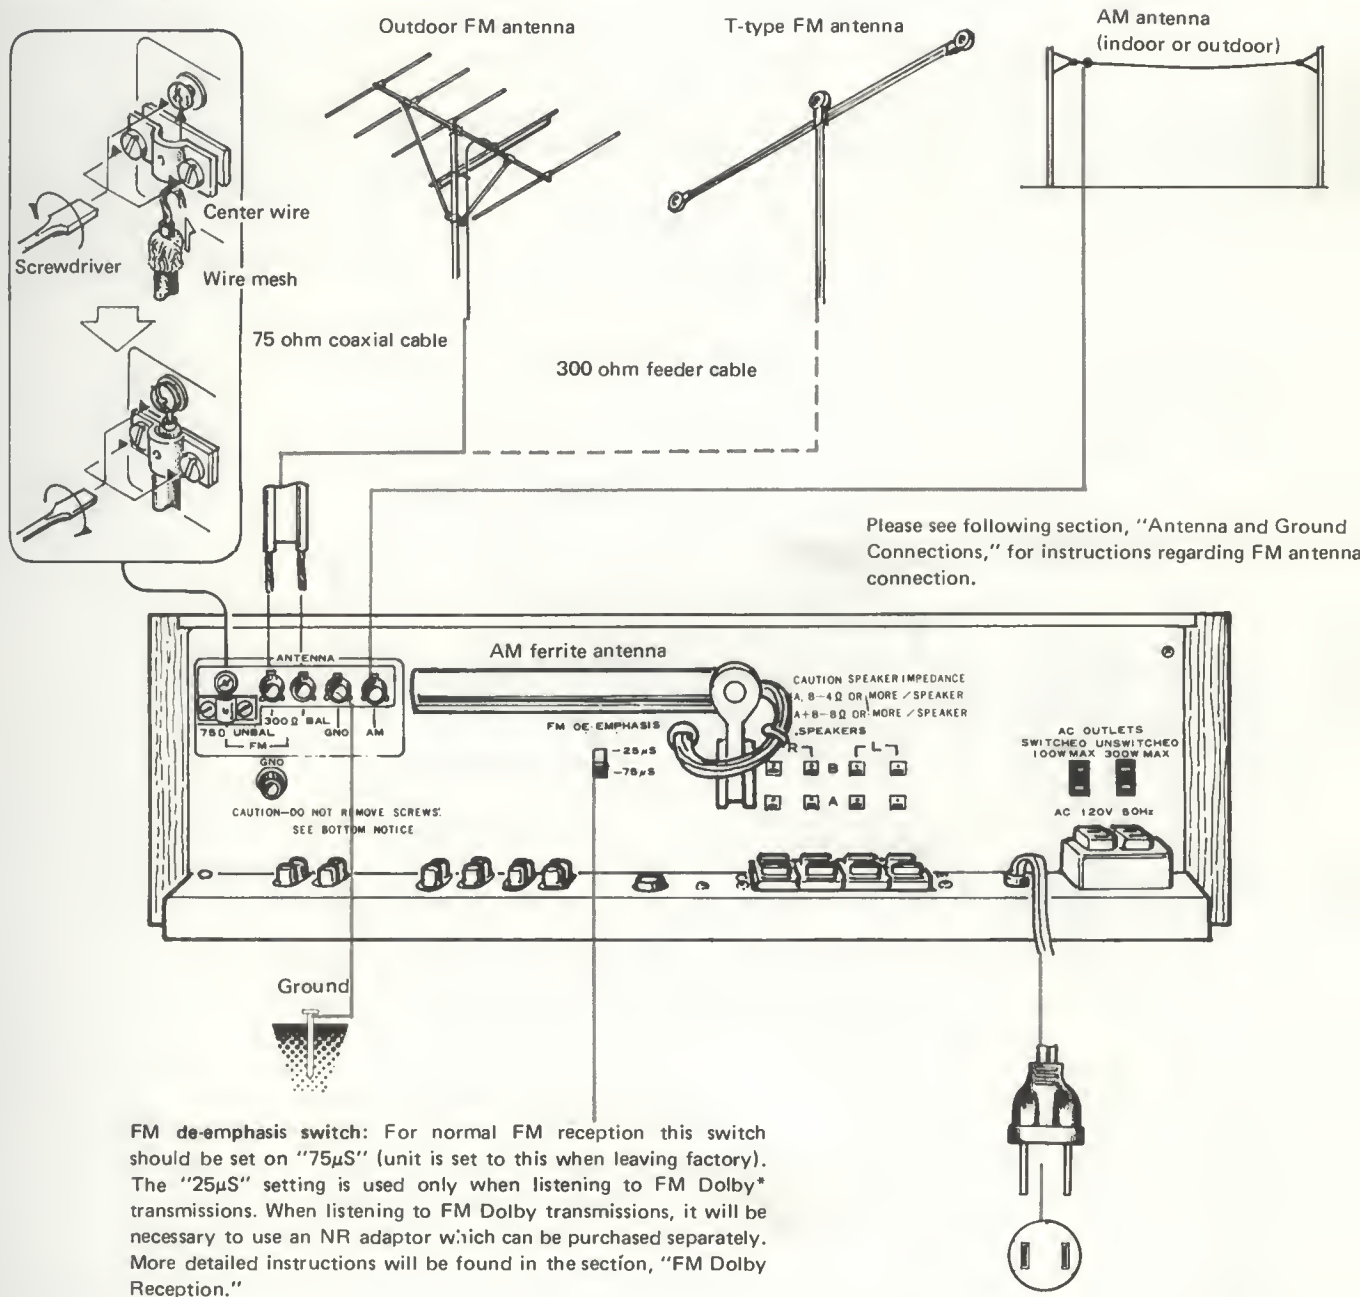 Outdoor FM antenna
T-type FM antenna
AM antenna
(indoor or outdoor)
Center wire
Screwdriver
Wire mesh
75 ohm coaxial cable
300 ohm feeder cable
Please see following section, "Antenna and Ground
Connections," for instructions regarding FM antenna
connection.
ANTENNA
AM ferrite antenna
CAUTION SPEAKER IMPEDANCE
A, B-4Ω OR MORE / SPEAKER
A+B-8Ω OR MORE / SPEAKER
SPEAKERS
R L
B
A
FM DE-EMPHASIS
-25µS
-75µS
300Ω BAL
75Ω UNBAL
GND AM
FM
GND
CAUTION-DO NOT REMOVE SCREWS.
SEE BOTTOM NOTICE
AC OUTLETS
SWITCHED UNSWITCHED
100W MAX 300W MAX
AC 120V 60Hz
Ground
FM de-emphasis switch: For normal FM reception this switch
should be set on "75µS" (unit is set to this when leaving factory).
The "25µS" setting is used only when listening to FM Dolby*
transmissions. When listening to FM Dolby transmissions, it will be
necessary to use an NR adaptor which can be purchased separately.
More detailed instructions will be found in the section, "FM Dolby
Reception."